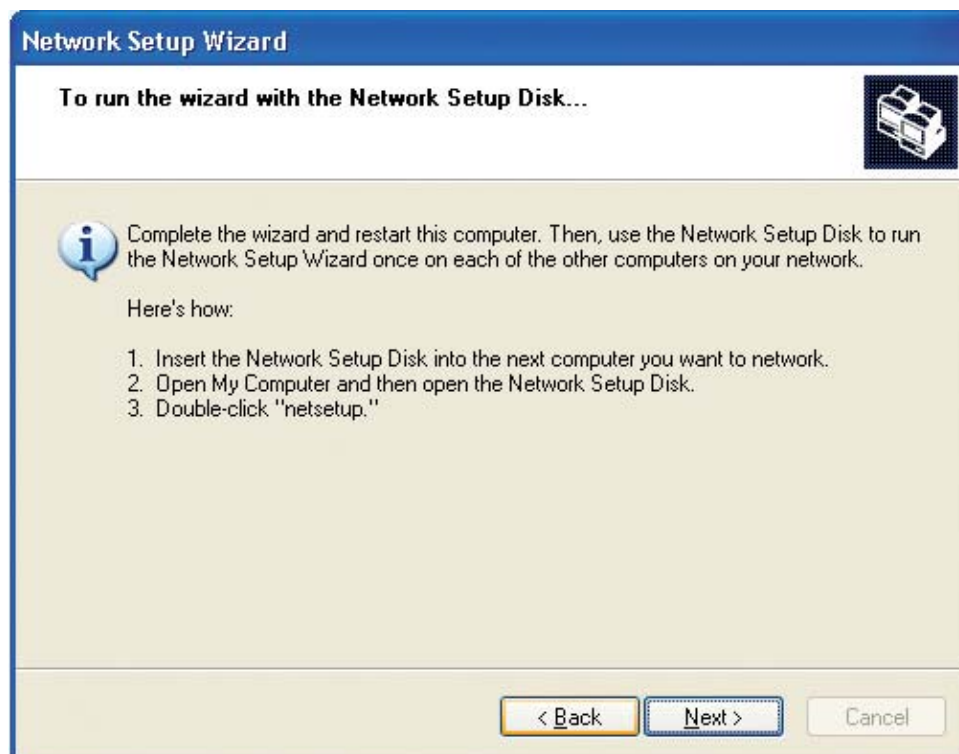 Network Setup Wizard
To run the wizard with the Network Setup Disk...
Complete the wizard and restart this computer. Then, use the Network Setup Disk to run
the Network Setup Wizard once on each of the other computers on your network.
Here's how:
1. Insert the Network Setup Disk into the next computer you want to network.
2. Open My Computer and then open the Network Setup Disk.
3. Double-click "netsetup."
< Back
Next >
Cancel